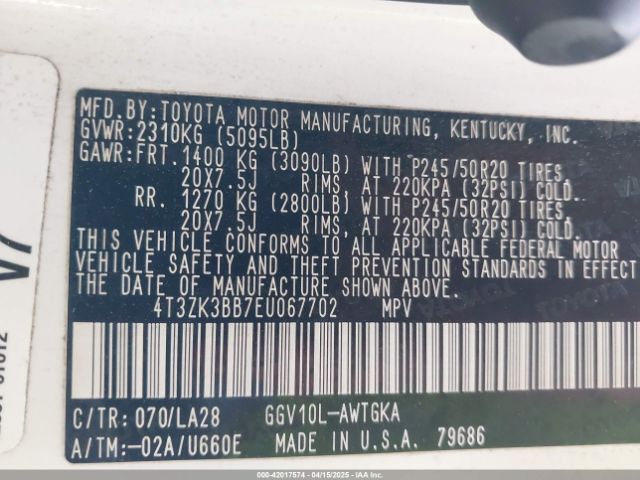 MFD.BY:TOYOTA MOTOR MANUFACTURING, KENTUCKY, INC.
GVWR:2310KG (5095LB)
GAWR:FRT.1400 KG (3090LB) WITH P245/50R20 TIRES,
20X7.5J RIMS, AT 220KPA (32PSI) COLD.
RR. 1270 KG (2800LB) WITH P245/50R20 TIRES,
20X7.5J RIMS, AT 220KPA (32PSI) COLD.
THIS VEHICLE CONFORMS TO ALL APPLICABLE FEDERAL MOTOR
VEHICLE SAFETY AND THEFT PREVENTION STANDARDS IN EFFECT
THE DATE OF MANUFACTURE SHOWN ABOVE.
4T3ZK3BB7EU067702 MPV
C/TR: 070/LA28 GGV10L-AWTGKA
A/TM:-02A/U660E MADE IN U.S.A. 79686
000-42017574 - 04/15/2025 - IAAI.COM